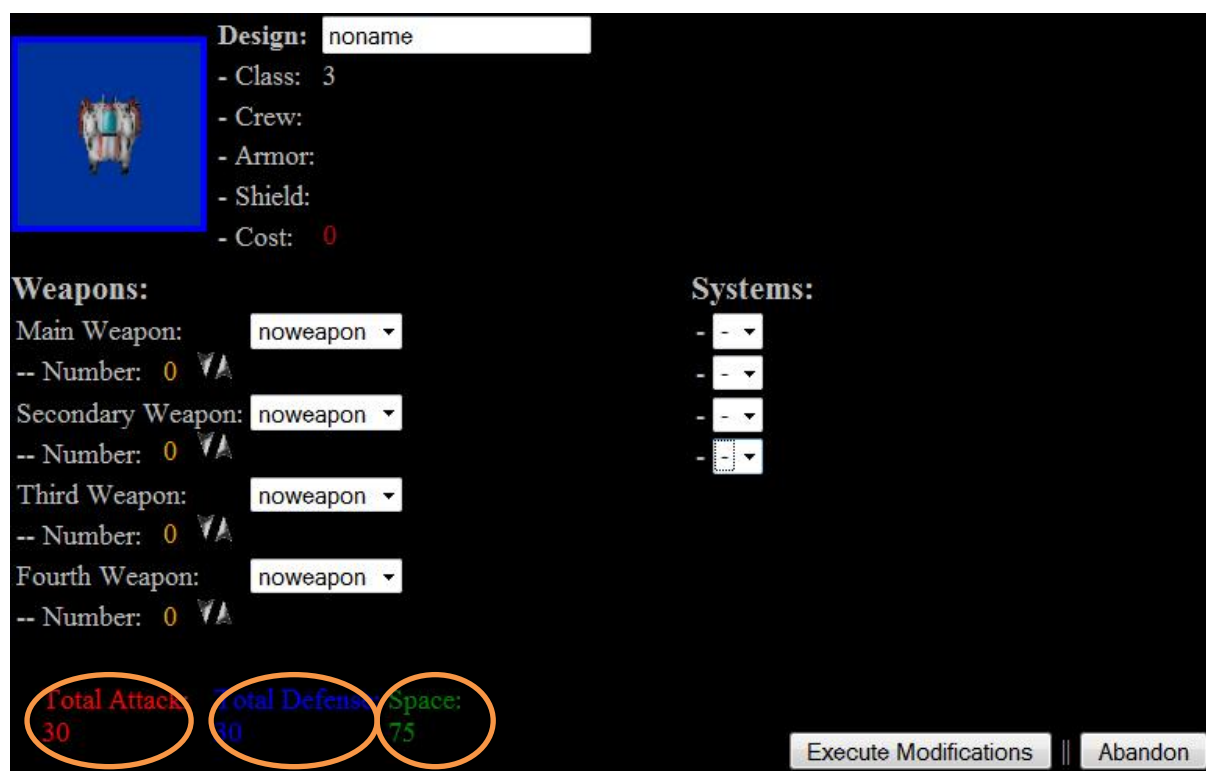 Design: noname
- Class: 3
- Crew:
- Armor:
- Shield:
- Cost: 0
Weapons:
Main Weapon: noweapon
-- Number: 0
Secondary Weapon: noweapon
-- Number: 0
Third Weapon: noweapon
-- Number: 0
Fourth Weapon: noweapon
-- Number: 0
Systems:
- -
- -
- -
- -
Total Attack: Total Defense: Space:
30 30 75
Execute Modifications || Abandon